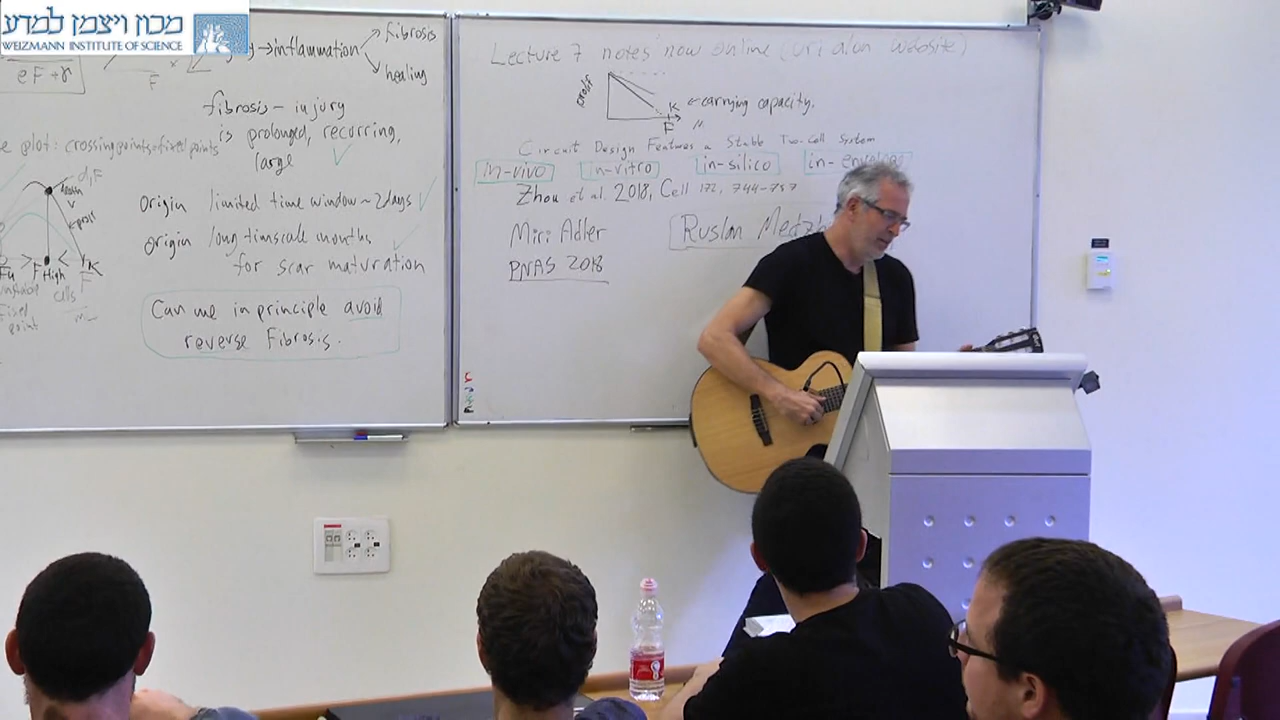 מכון ויצמן למדע
WEIZMANN INSTITUTE OF SCIENCE
→inflammation
fibrosis
healing
eF+r
F
x
fibrosis – injury
is prolonged, recurring,
large
plot: crossing points = fixed points
origin limited time window ~2days
origin long timescale months
for scar maturation
F High
K
point
cells
Can we in principle avoid
reverse Fibrosis.
Lecture 7 notes now online (uri alon website)
prolif
K
F
←carrying capacity.
Circuit Design Features a Stable Two-Cell System
in-vivo in-vitro in-silico in-envelope
Zhou et al. 2018, Cell 172, 744-757
Miri Adler
PNAS 2018
Ruslan